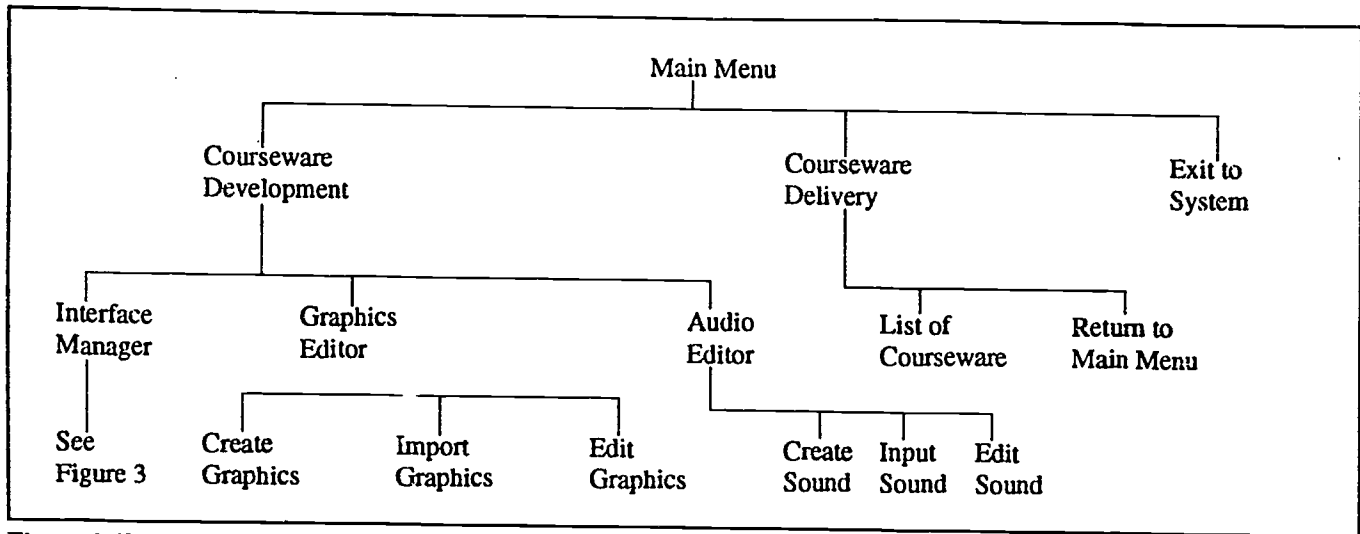 Main Menu
Courseware
Development
Courseware
Delivery
Exit to
System
Interface
Manager
Graphics
Editor
Audio
Editor
List of
Courseware
Return to
Main Menu
See
Figure 3
Create
Graphics
Import
Graphics
Edit
Graphics
Create
Sound
Input
Sound
Edit
Sound